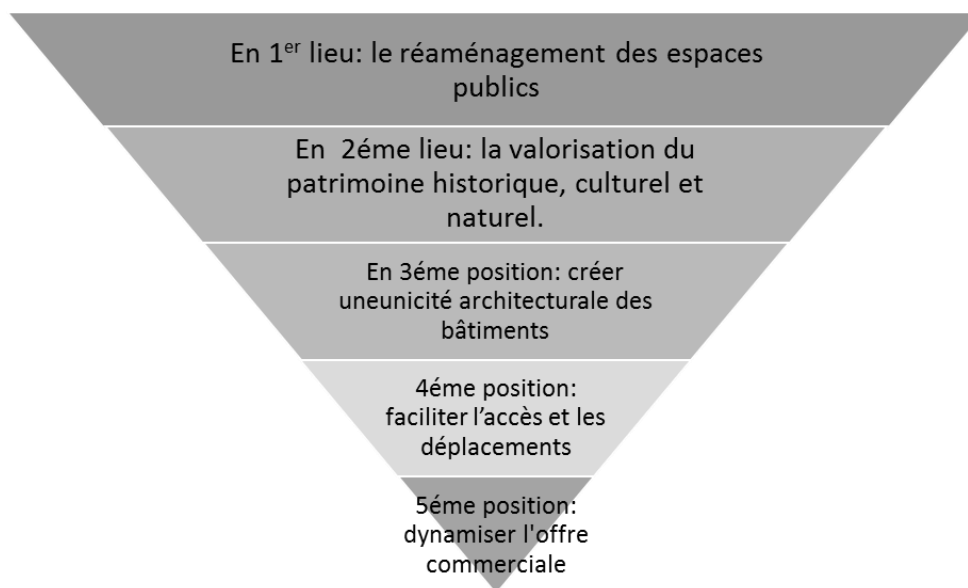 En 1er lieu: le réaménagement des espaces
publics
En 2éme lieu: la valorisation du
patrimoine historique, culturel et
naturel.
En 3éme position: créer
uneunicité architecturale des
bâtiments
4éme position:
faciliter l’accès et les
déplacements
5éme position:
dynamiser l'offre
commerciale